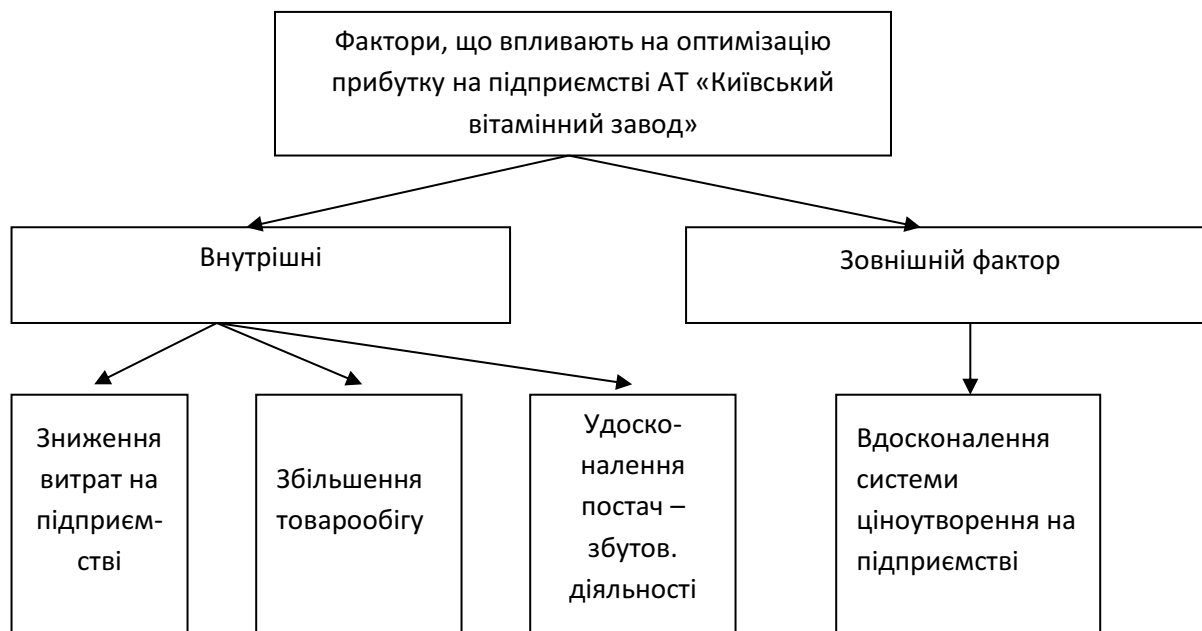 Фактори, що впливають на оптимізацію
прибутку на підприємстві АТ «Київський
вітамінний завод»
Внутрішні
Зовнішній фактор
Зниження
витрат на
підприєм-
стві
Збільшення
товарообігу
Удоско-
налення
постач –
збутов.
діяльності
Вдосконалення
системи
ціноутворення на
підприємстві